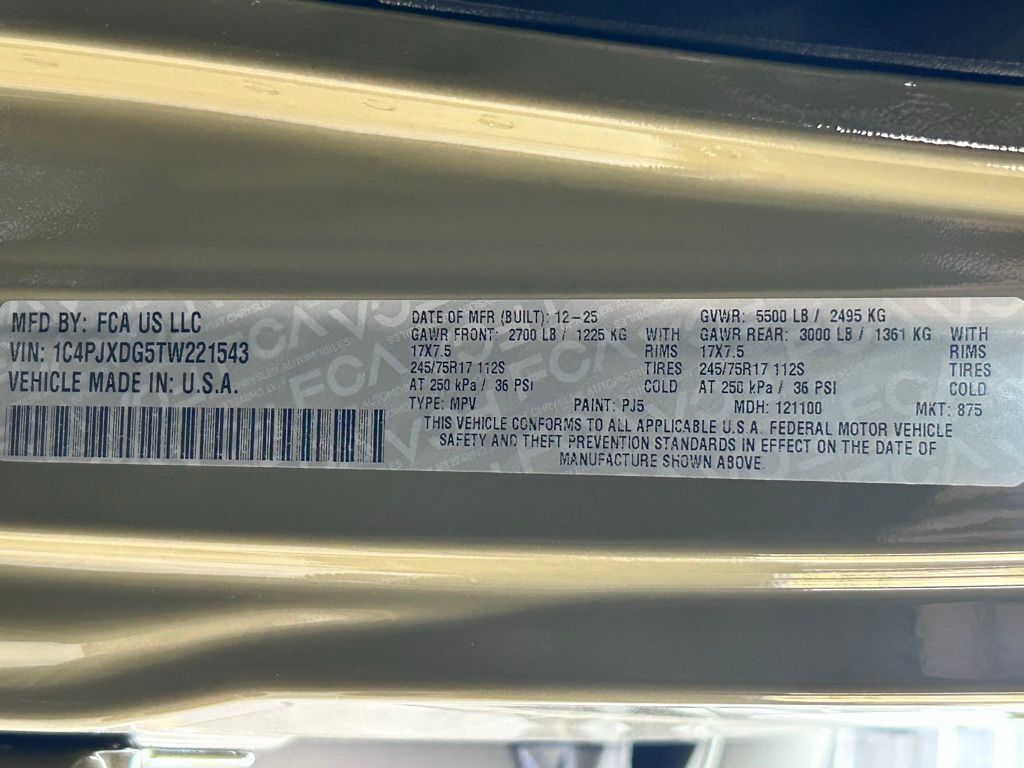 MFD BY: FCA US LLC
VIN: 1C4PJXDG5TW221543
VEHICLE MADE IN: U.S.A.
DATE OF MFR (BUILT): 12-25 GVWR: 5500 LB / 2495 KG
GAWR FRONT: 2700 LB / 1225 KG WITH GAWR REAR: 3000 LB / 1361 KG WITH
17X7.5 RIMS 17X7.5 RIMS
245/75R17 112S TIRES 245/75R17 112S TIRES
AT 250 kPa / 36 PSI COLD AT 250 kPa / 36 PSI COLD
TYPE: MPV PAINT: PJ5 MDH: 121100 MKT: 875
THIS VEHICLE CONFORMS TO ALL APPLICABLE U.S.A. FEDERAL MOTOR VEHICLE
SAFETY AND THEFT PREVENTION STANDARDS IN EFFECT ON THE DATE OF
MANUFACTURE SHOWN ABOVE.